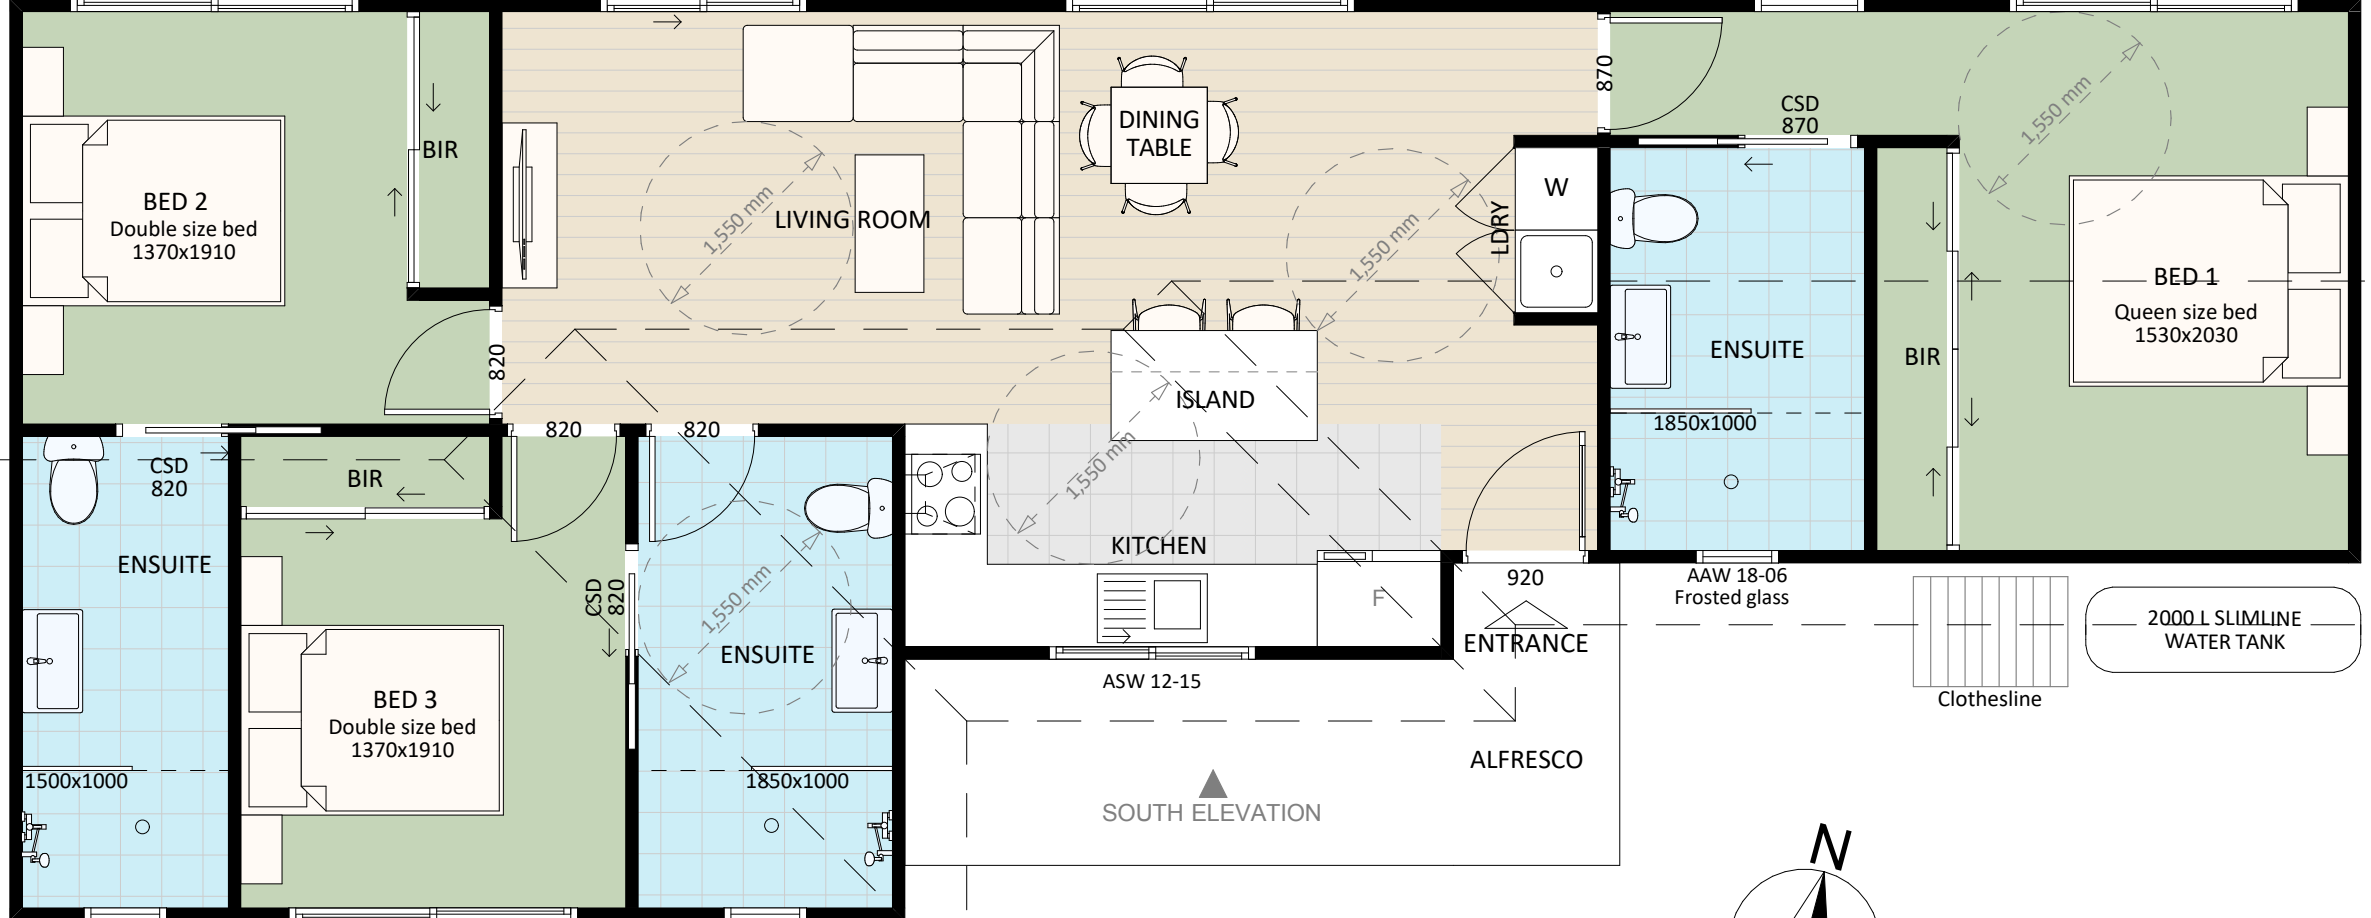 BED 2
Double size bed
1370x1910
BIR
820
LIVING ROOM
1,550 mm
DINING
TABLE
1,550 mm
LDRY
W
870
CSD
870
1,550 mm
ENSUITE
1850x1000
BIR
BED 1
Queen size bed
1530x2030
ISLAND
1,550 mm
KITCHEN
F
920
ENTRANCE
820
820
CSD
820
BIR
ENSUITE
1500x1000
BED 3
Double size bed
1370x1910
CSD
820
1,550 mm
ENSUITE
1850x1000
ASW 12-15
AAW 18-06
Frosted glass
Clothesline
2000 L SLIMLINE
WATER TANK
ALFRESCO
SOUTH ELEVATION
N